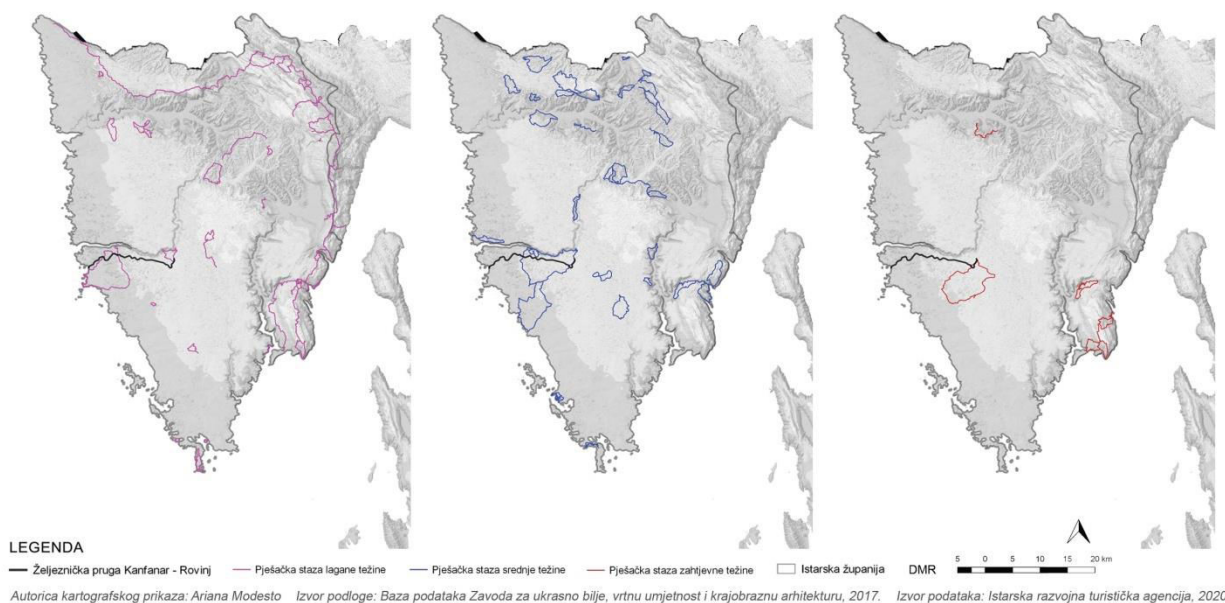 LEGENDA
Željeznička pruga Kanfanar - Rovinj Pješačka staza lagane težine Pješačka staza srednje težine Pješačka staza zahtjevne težine Istarska županija DMR 5 0 5 10 15 20 km
Autorica kartografskog prikaza: Ariana Modesto Izvor podloge: Baza podataka Zavoda za ukrasno bilje, vrtnu umjetnost i krajobraznu arhitekturu, 2017. Izvor podataka: Istarska razvojna turistička agencija, 2020